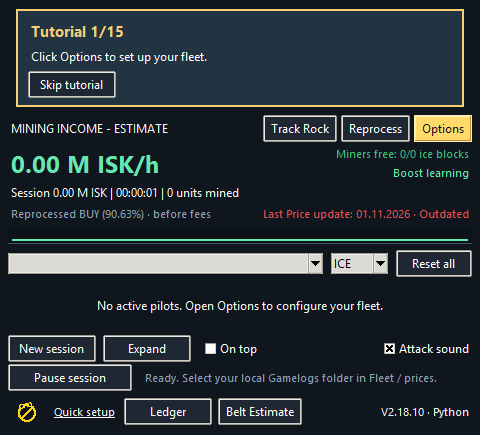 Tutorial 1/15
Click Options to set up your fleet.
Skip tutorial
MINING INCOME - ESTIMATE
Track Rock
Reprocess
Options
0.00 M ISK/h
Miners free: 0/0 ice blocks
Boost learning
Session 0.00 M ISK | 00:00:01 | 0 units mined
Reprocessed BUY (90.63%) · before fees
Last Price update: 01.11.2026 · Outdated
ICE
Reset all
No active pilots. Open Options to configure your fleet.
New session
Expand
On top
Attack sound
Pause session
Ready. Select your local Gamelogs folder in Fleet / prices.
Quick setup
Ledger
Belt Estimate
V2.18.10 · Python